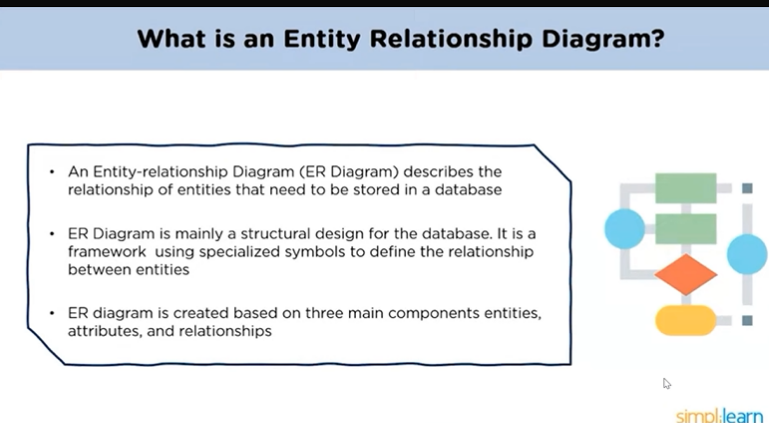 What is an Entity Relationship Diagram?
• An Entity-relationship Diagram (ER Diagram) describes the
relationship of entities that need to be stored in a database
• ER Diagram is mainly a structural design for the database. It is a
framework using specialized symbols to define the relationship
between entities
• ER diagram is created based on three main components entities,
attributes, and relationships
simplilearn